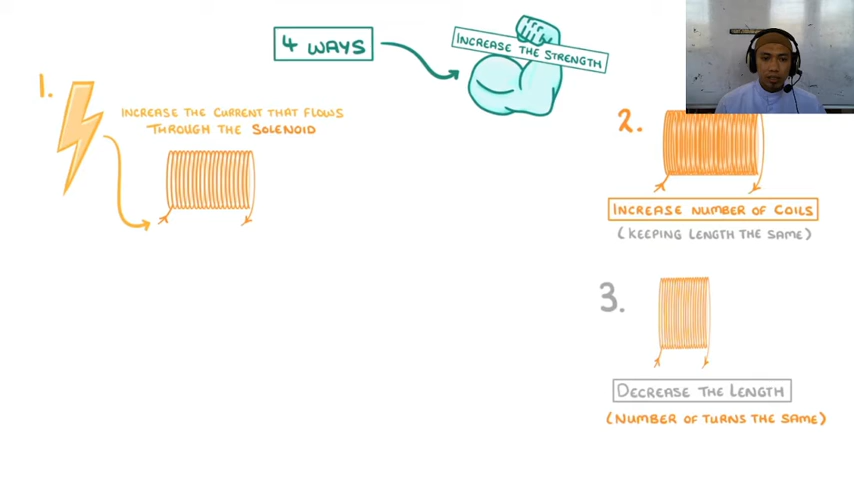 4 WAYS
INCREASE THE STRENGTH
1.
INCREASE THE CURRENT THAT FLOWS
THROUGH THE SOLENOID
2.
INCREASE NUMBER OF COILS
(KEEPING LENGTH THE SAME)
3.
DECREASE THE LENGTH
(NUMBER OF TURNS THE SAME)